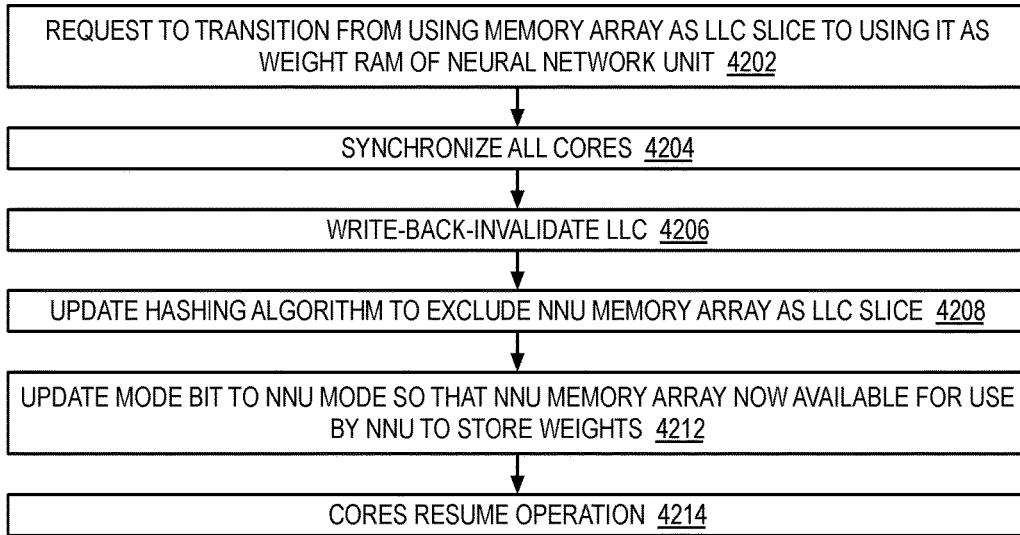 REQUEST TO TRANSITION FROM USING MEMORY ARRAY AS LLC SLICE TO USING IT AS
WEIGHT RAM OF NEURAL NETWORK UNIT 4202
SYNCHRONIZE ALL CORES 4204
WRITE-BACK-INVALIDATE LLC 4206
UPDATE HASHING ALGORITHM TO EXCLUDE NNU MEMORY ARRAY AS LLC SLICE 4208
UPDATE MODE BIT TO NNU MODE SO THAT NNU MEMORY ARRAY NOW AVAILABLE FOR USE
BY NNU TO STORE WEIGHTS 4212
CORES RESUME OPERATION 4214